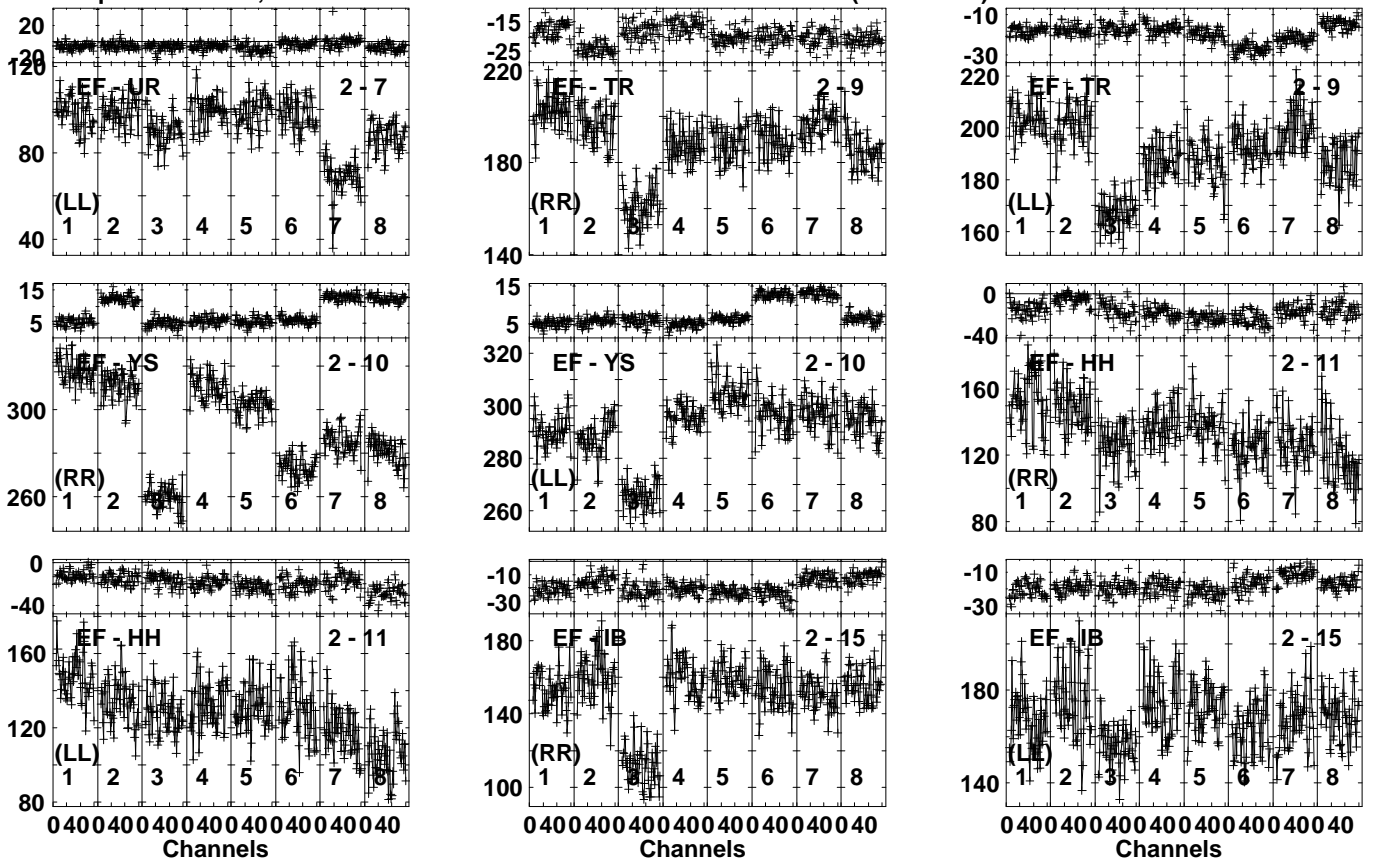 20
-20
120
EF - UR 2 - 7
80
(LL)
1 2 3 4 5 6 7 8
40
-15
-25
220
EF - TR 2 - 9
180
(RR)
1 2 3 4 5 6 7 8
140
-10
-30
220
EF - TR 2 - 9
200
180
(LL)
1 2 3 4 5 6 7 8
160
15
5
EF - YS 2 - 10
300
(RR)
260
1 2 3 4 5 6 7 8
15
5
320
EF - YS 2 - 10
300
280
(LL)
1 2 3 4 5 6 7 8
260
0
-40
EF - HH 2 - 11
160
120
(RR)
1 2 3 4 5 6 7 8
80
0
-40
EF - HH 2 - 11
160
120
(LL)
1 2 3 4 5 6 7 8
80
0 40 0 40 0 40 0 40 0 40 0 40 0 40 0 40
Channels
-10
-30
EF - IB 2 - 15
180
140
(RR)
1 2 3 4 5 6 7 8
100
0 40 0 40 0 40 0 40 0 40 0 40 0 40 0 40
Channels
-10
-30
EF - IB 2 - 15
180
(LL)
1 2 3 4 5 6 7 8
140
0 40 0 40 0 40 0 40 0 40 0 40 0 40 0 40
Channels